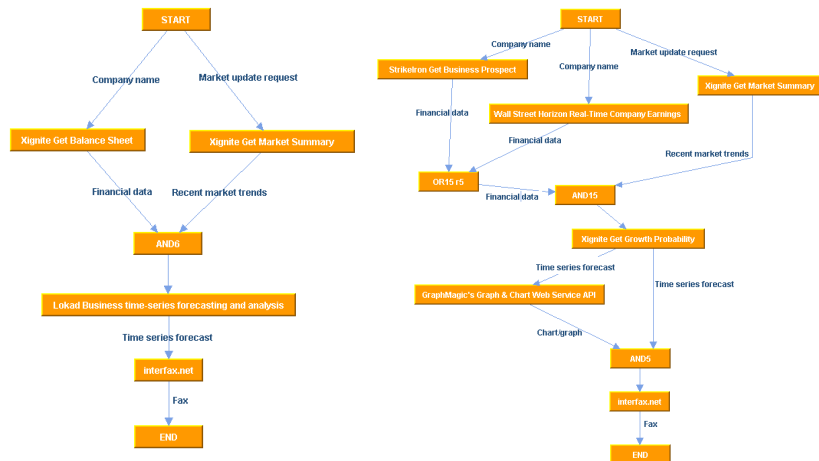 START
Company name
Market update request
Xignite Get Balance Sheet
Xignite Get Market Summary
Financial data
Recent market trends
AND6
Lokad Business time-series forecasting and analysis
Time series forecast
interfax.net
Fax
END
START
Company name
Market update request
StrikeIron Get Business Prospect
Company name
Xignite Get Market Summary
Financial data
Wall Street Horizon Real-Time Company Earnings
Financial data
Recent market trends
OR15 r5
Financial data
AND15
Xignite Get Growth Probability
Time series forecast
Time series forecast
GraphMagic's Graph & Chart Web Service API
Chart/graph
AND5
interfax.net
Fax
END